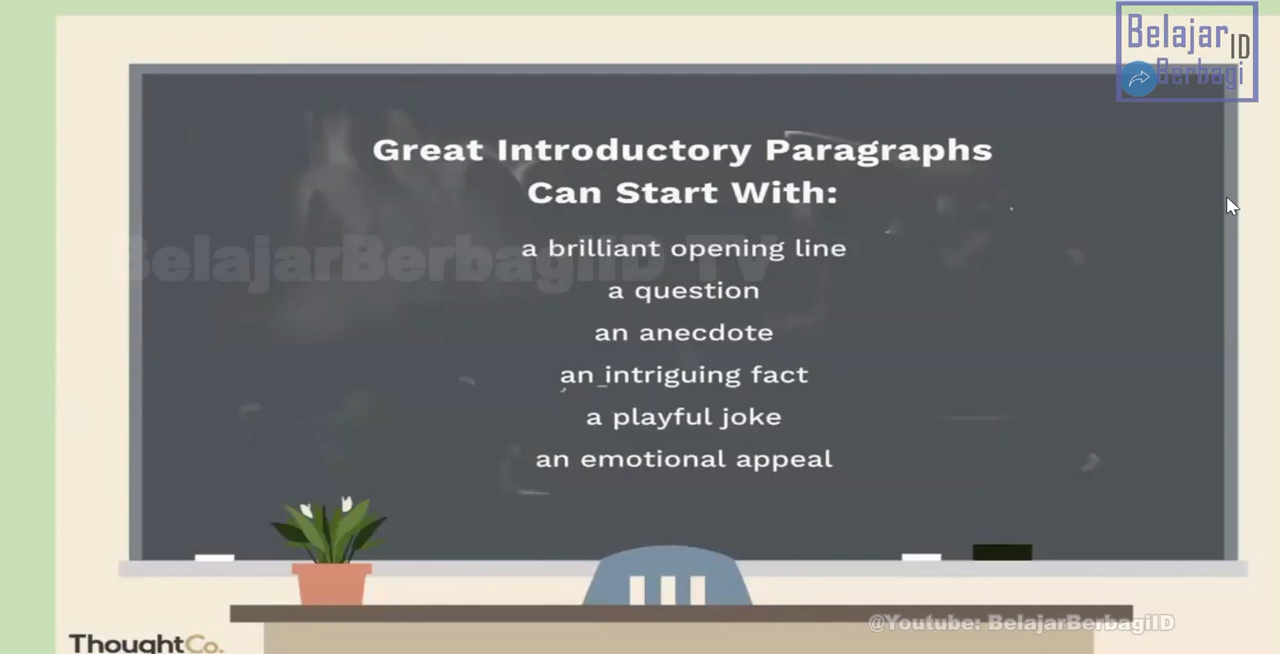 Belajar ID
Berbagi
Great Introductory Paragraphs
Can Start With:
a brilliant opening line
BelajarBerbagiID TV
a question
an anecdote
an intriguing fact
a playful joke
an emotional appeal
@Youtube: BelajarBerbagiID
ThoughtCo.